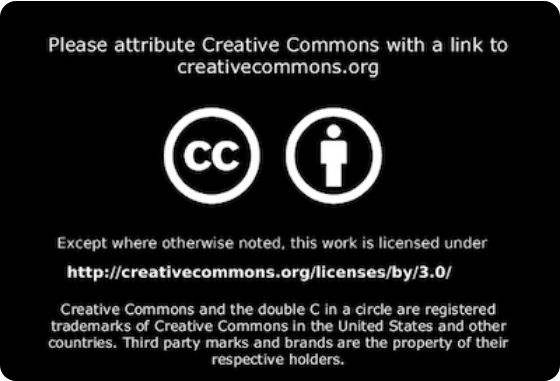 Please attribute Creative Commons with a link to
creativecommons.org
cc
Except where otherwise noted, this work is licensed under
http://creativecommons.org/licenses/by/3.0/
Creative Commons and the double C in a circle are registered
trademarks of Creative Commons in the United States and other
countries. Third party marks and brands are the property of their
respective holders.